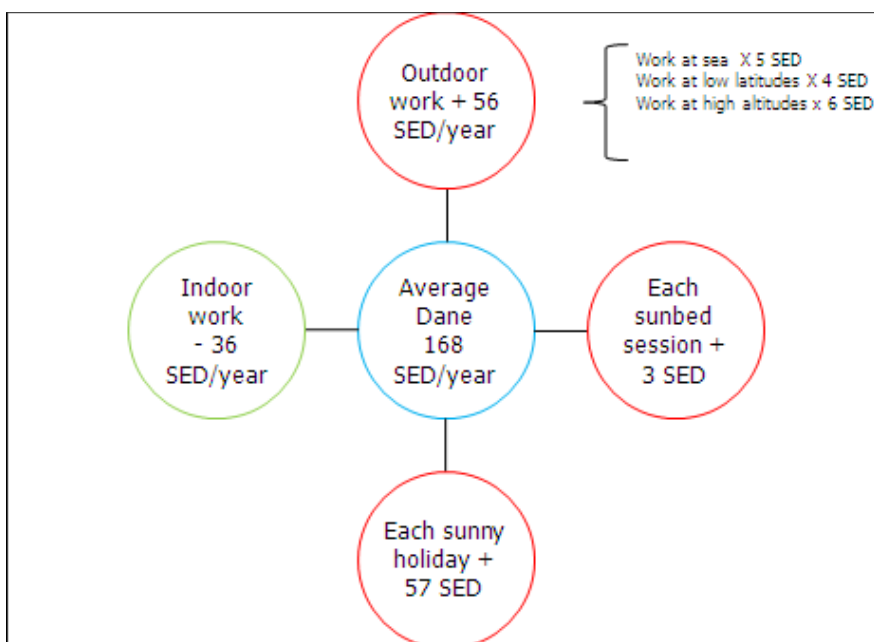 Outdoor
work + 56
SED/year
Work at sea X 5 SED
Work at low latitudes X 4 SED
Work at high altitudes x 6 SED
Indoor
work
- 36
SED/year
Average
Dane
168
SED/year
Each
sunbed
session +
3 SED
Each sunny
holiday +
57 SED